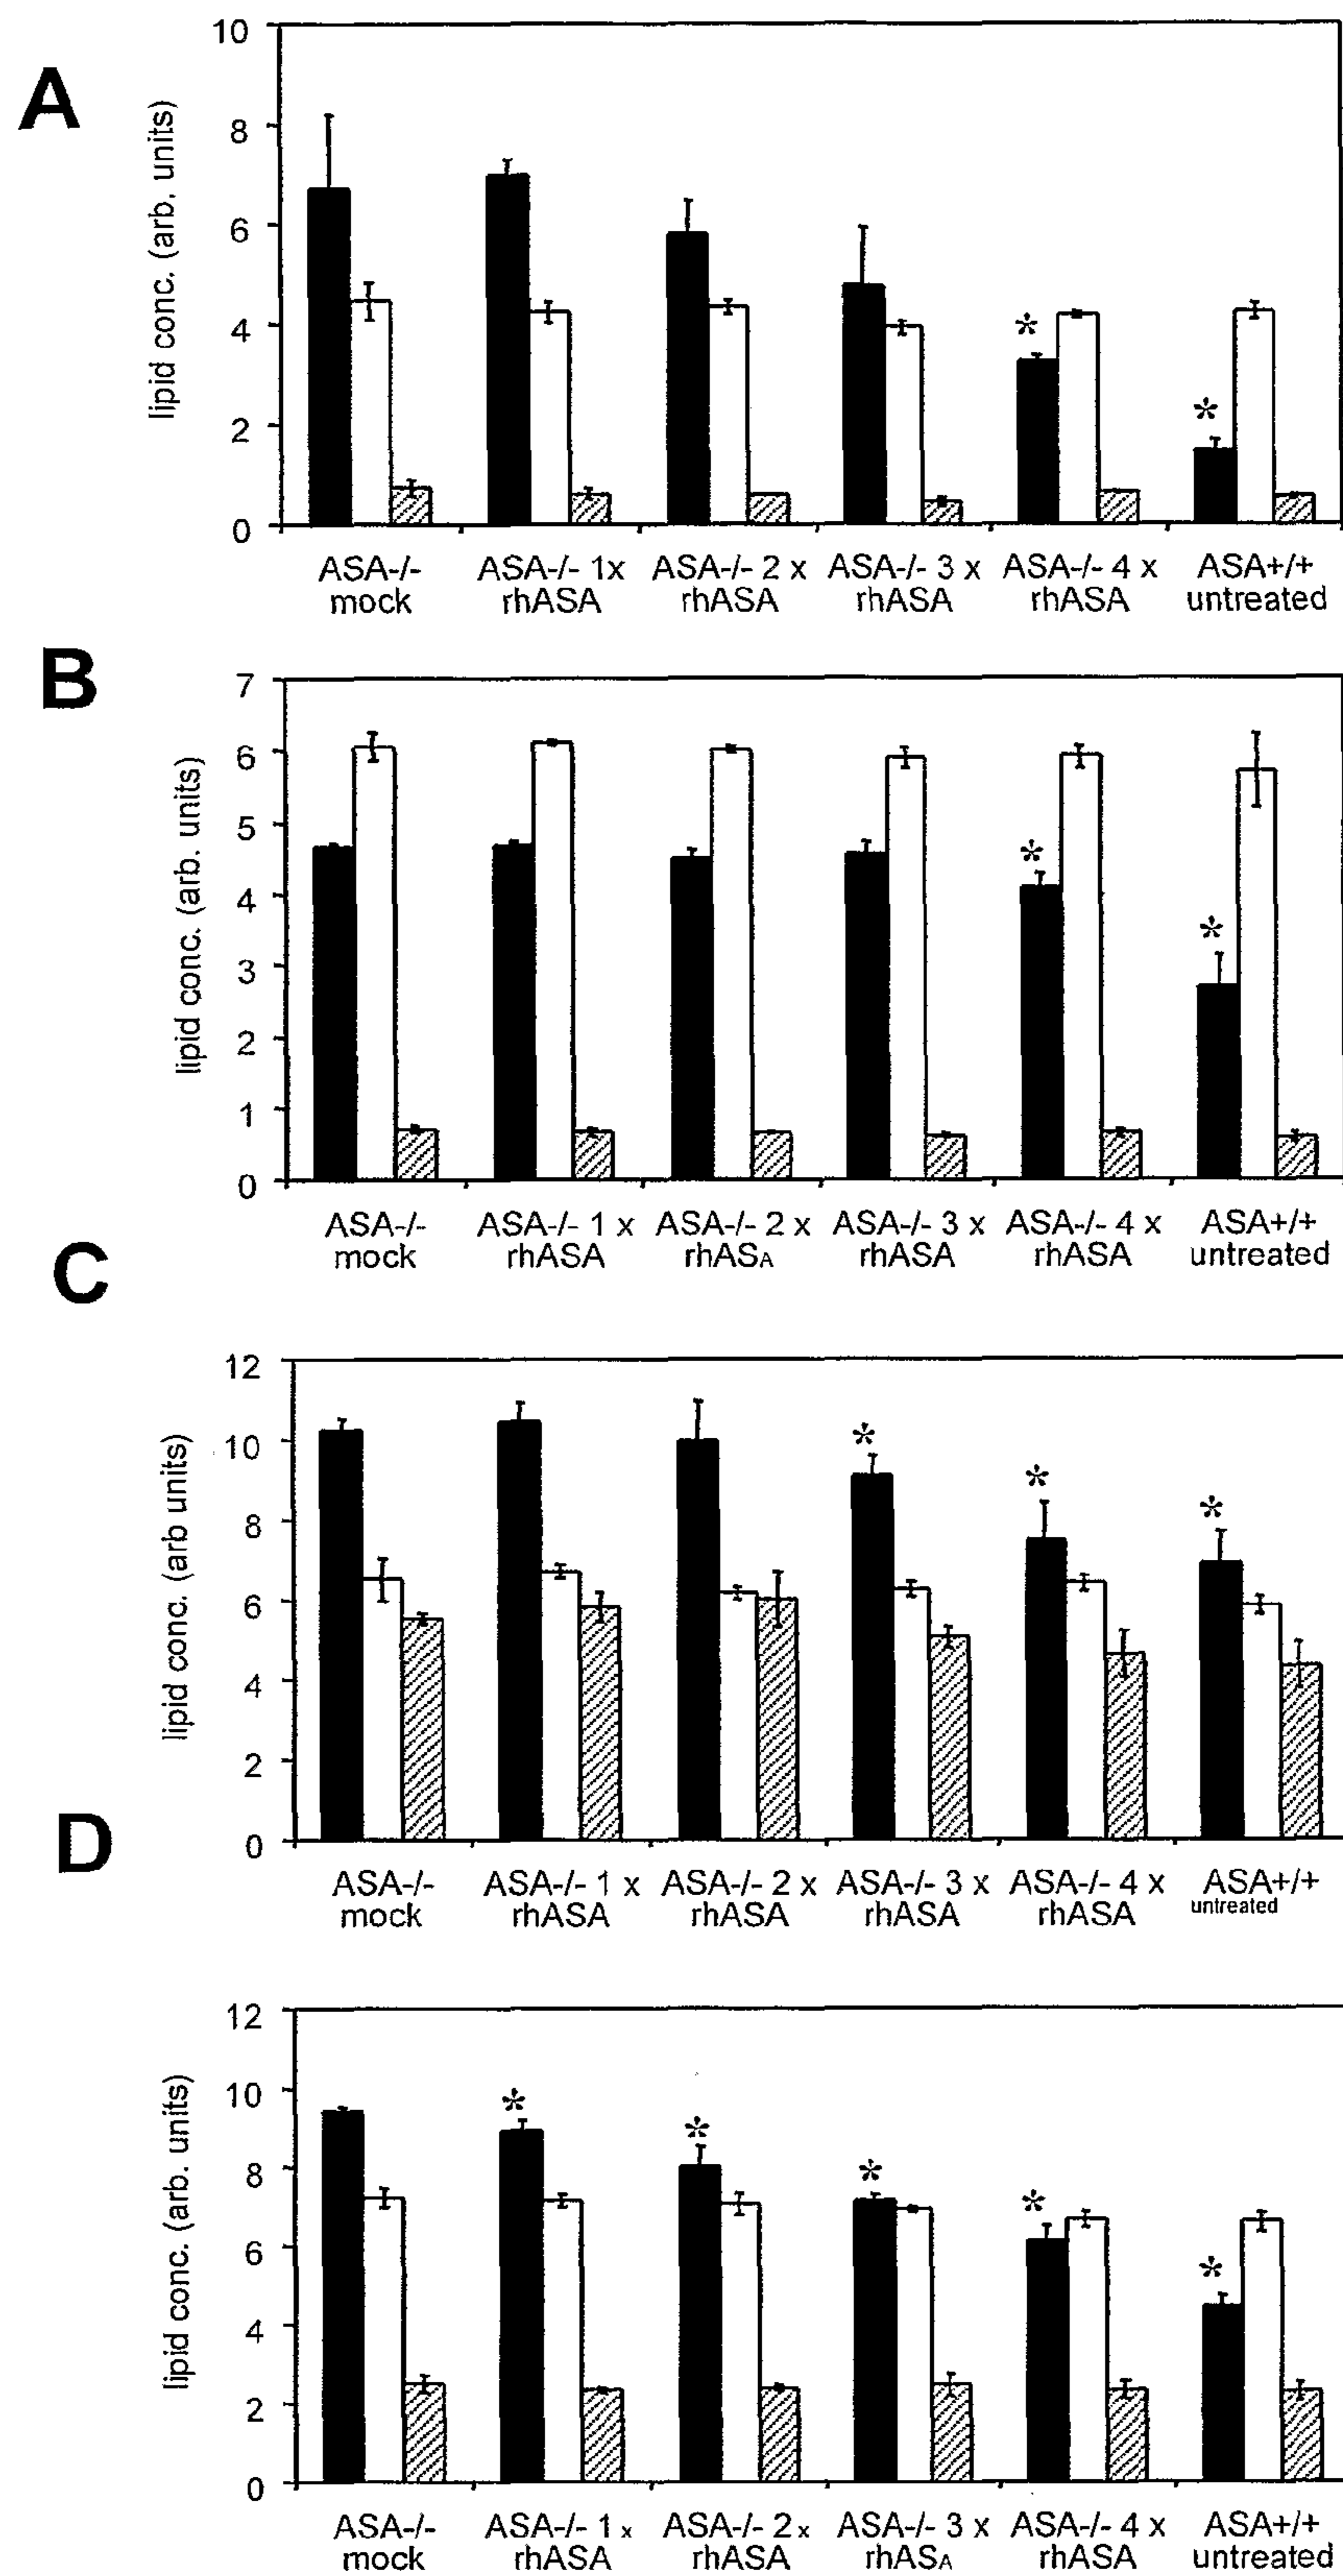 A
lipid conc. (arb. units)
10
8
6
4
2
0
*
*
ASA-/- ASA-/- 1x ASA-/- 2 x ASA-/- 3 x ASA-/- 4 x ASA+/+
mock rhASA rhASA rhASA rhASA untreated
B
lipid conc. (arb. units)
7
6
5
4
3
2
1
0
*
*
ASA-/- ASA-/- 1 x ASA-/- 2 x ASA-/- 3 x ASA-/- 4 x ASA+/+
mock rhASA rhASA rhASA rhASA untreated
C
lipid conc. (arb units)
12
10
8
6
4
2
0
*
*
*
ASA-/- ASA-/- 1 x ASA-/- 2 x ASA-/- 3 x ASA-/- 4 x ASA+/+
mock rhASA rhASA rhASA rhASA untreated
D
lipid conc. (arb. units)
12
10
8
6
4
2
0
*
*
*
*
*
ASA-/- ASA-/- 1 x ASA-/- 2 x ASA-/- 3 x ASA-/- 4 x ASA+/+
mock rhASA rhASA rhASA rhASA untreated